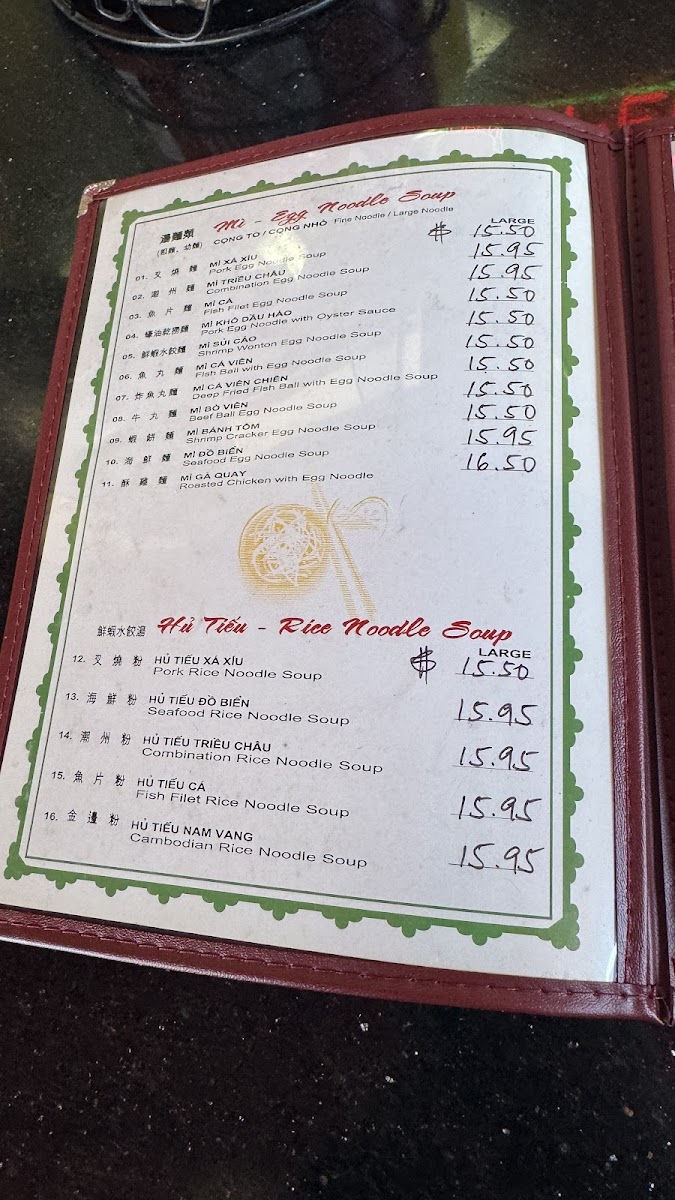 湯麵類 Mì - Egg Noodle Soup
(粗麵、幼麵) CỌNG TO / CỌNG NHỎ Fine Noodle / Large Noodle
LARGE
01. 叉燒麵 MÌ XÁ XÍU $ 15.50
Pork Egg Noodle Soup
02. 潮州麵 MÌ TRIỀU CHÂU 15.95
Combination Egg Noodle Soup
03. 魚片麵 MÌ CÁ 15.95
Fish Filet Egg Noodle Soup
04. 蠔油乾撈麵 MÌ KHÔ DẦU HÀO 15.50
Pork Egg Noodle with Oyster Sauce
05. 鮮蝦水餃麵 MÌ SỦI CẢO 15.50
Shrimp Wonton Egg Noodle Soup
06. 魚丸麵 MÌ CÁ VIÊN 15.50
Fish Ball with Egg Noodle Soup
07. 炸魚丸麵 MÌ CÁ VIÊN CHIÊN 15.50
Deep Fried Fish Ball with Egg Noodle Soup
08. 牛丸麵 MÌ BÒ VIÊN 15.50
Beef Ball Egg Noodle Soup
09. 蝦餅麵 MÌ BÁNH TÔM 15.50
Shrimp Cracker Egg Noodle Soup
10. 海鮮麵 MÌ ĐỒ BIỂN 15.95
Seafood Egg Noodle Soup
11. 酥雞麵 MÌ GÀ QUAY 16.50
Roasted Chicken with Egg Noodle
鮮蝦水餃湯 Hủ Tiếu - Rice Noodle Soup
LARGE
12. 叉燒粉 HỦ TIẾU XÁ XÍU $ 15.50
Pork Rice Noodle Soup
13. 海鮮粉 HỦ TIẾU ĐỒ BIỂN 15.95
Seafood Rice Noodle Soup
14. 潮州粉 HỦ TIẾU TRIỀU CHÂU 15.95
Combination Rice Noodle Soup
15. 魚片粉 HỦ TIẾU CÁ 15.95
Fish Filet Rice Noodle Soup
16. 金邊粉 HỦ TIẾU NAM VANG 15.95
Cambodian Rice Noodle Soup